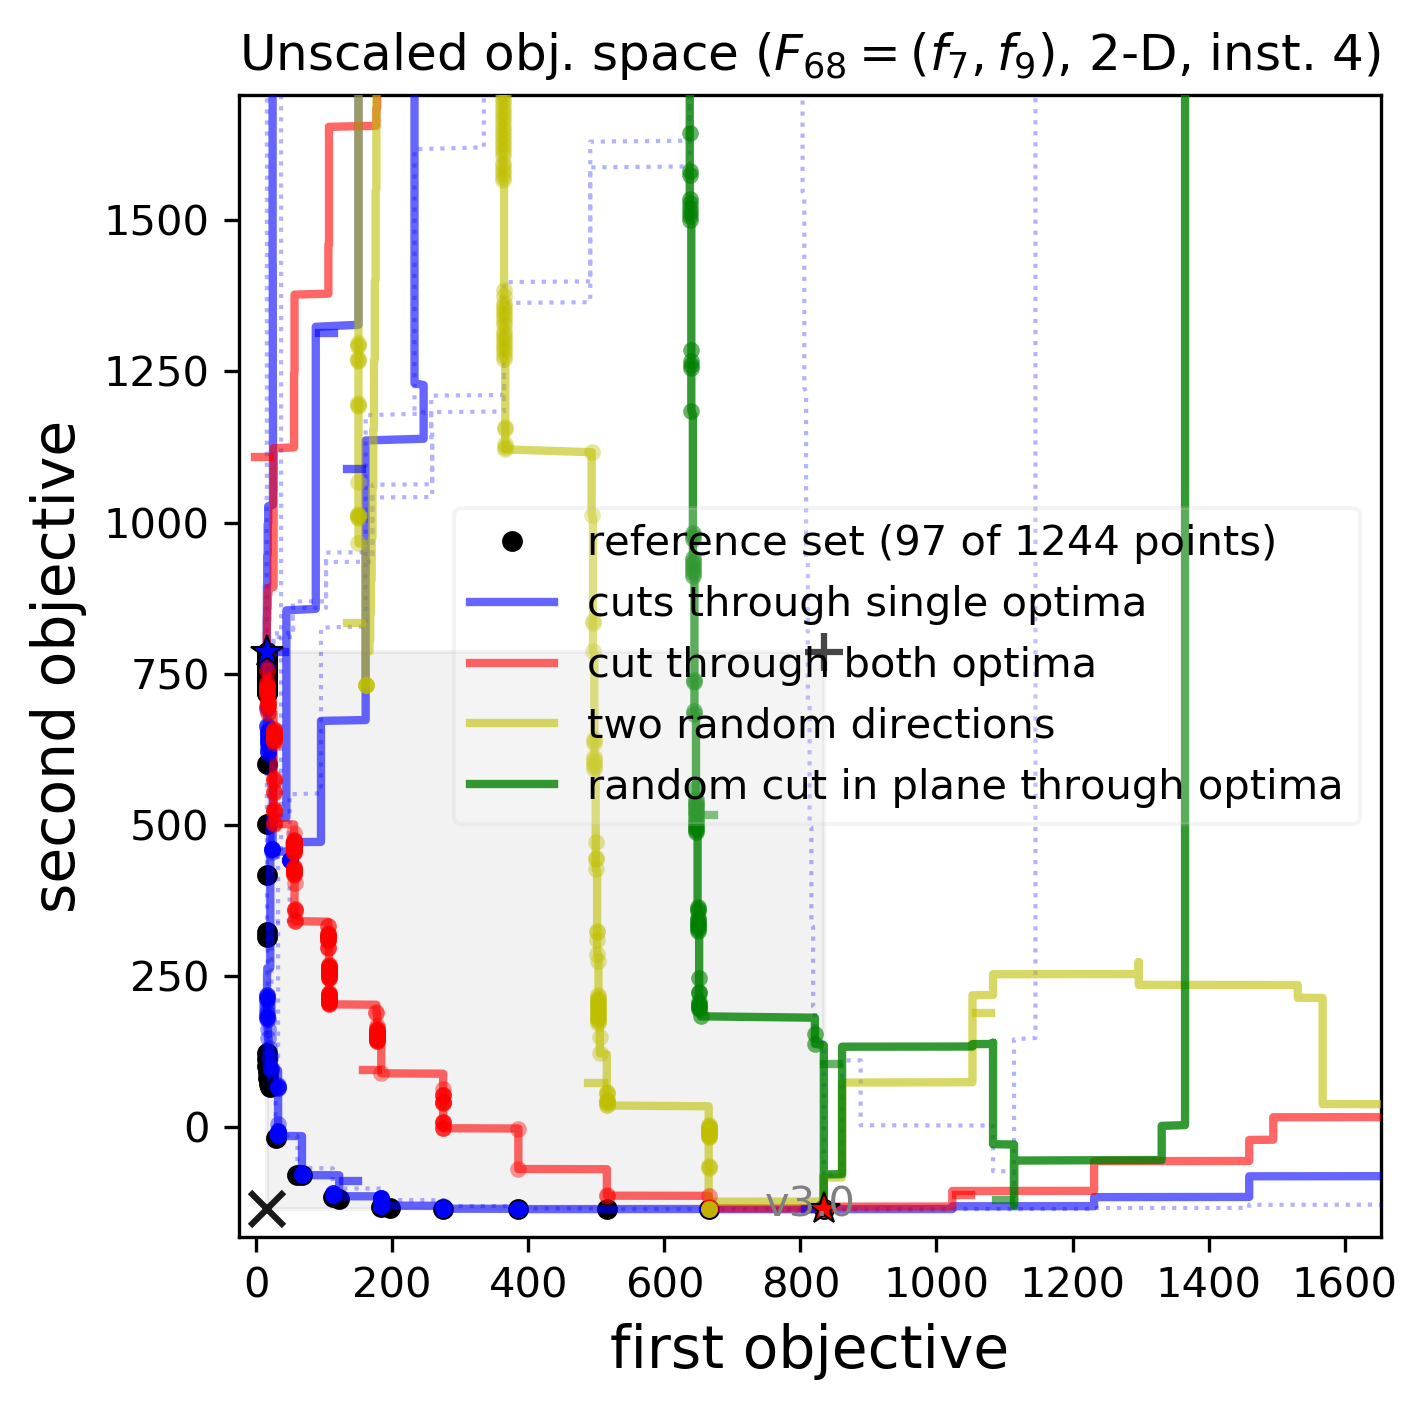 Unscaled obj. space (F₆₈ = (f₇, f₉), 2-D, inst. 4)
second objective
1500
1250
1000
750
500
250
0
reference set (97 of 1244 points)
cuts through single optima
cut through both optima
two random directions
random cut in plane through optima
v3.0
0 200 400 600 800 1000 1200 1400 1600
first objective